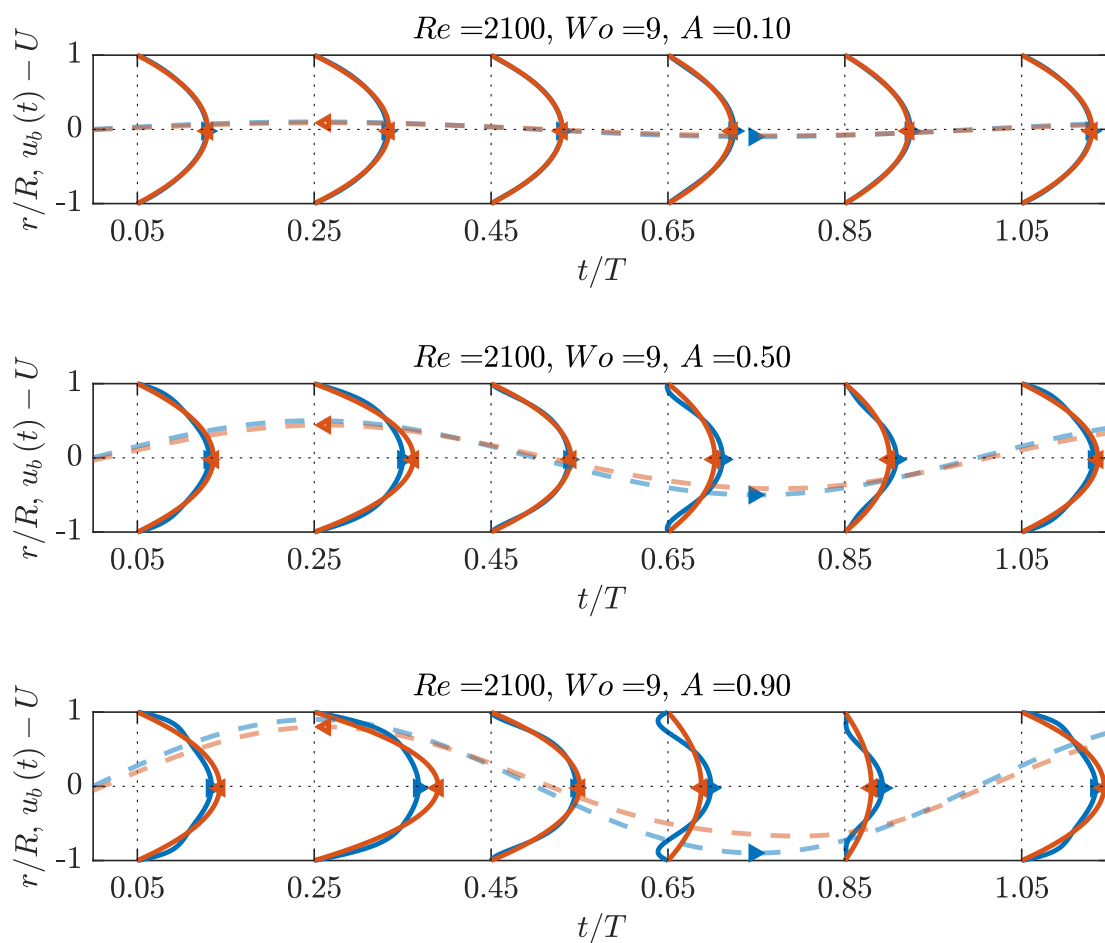 Re =2100, Wo =9, A =0.10
r/R, u_b(t) − U
1
0
-1
0.05 0.25 0.45 0.65 0.85 1.05
t/T
Re =2100, Wo =9, A =0.50
r/R, u_b(t) − U
1
0
-1
0.05 0.25 0.45 0.65 0.85 1.05
t/T
Re =2100, Wo =9, A =0.90
r/R, u_b(t) − U
1
0
-1
0.05 0.25 0.45 0.65 0.85 1.05
t/T